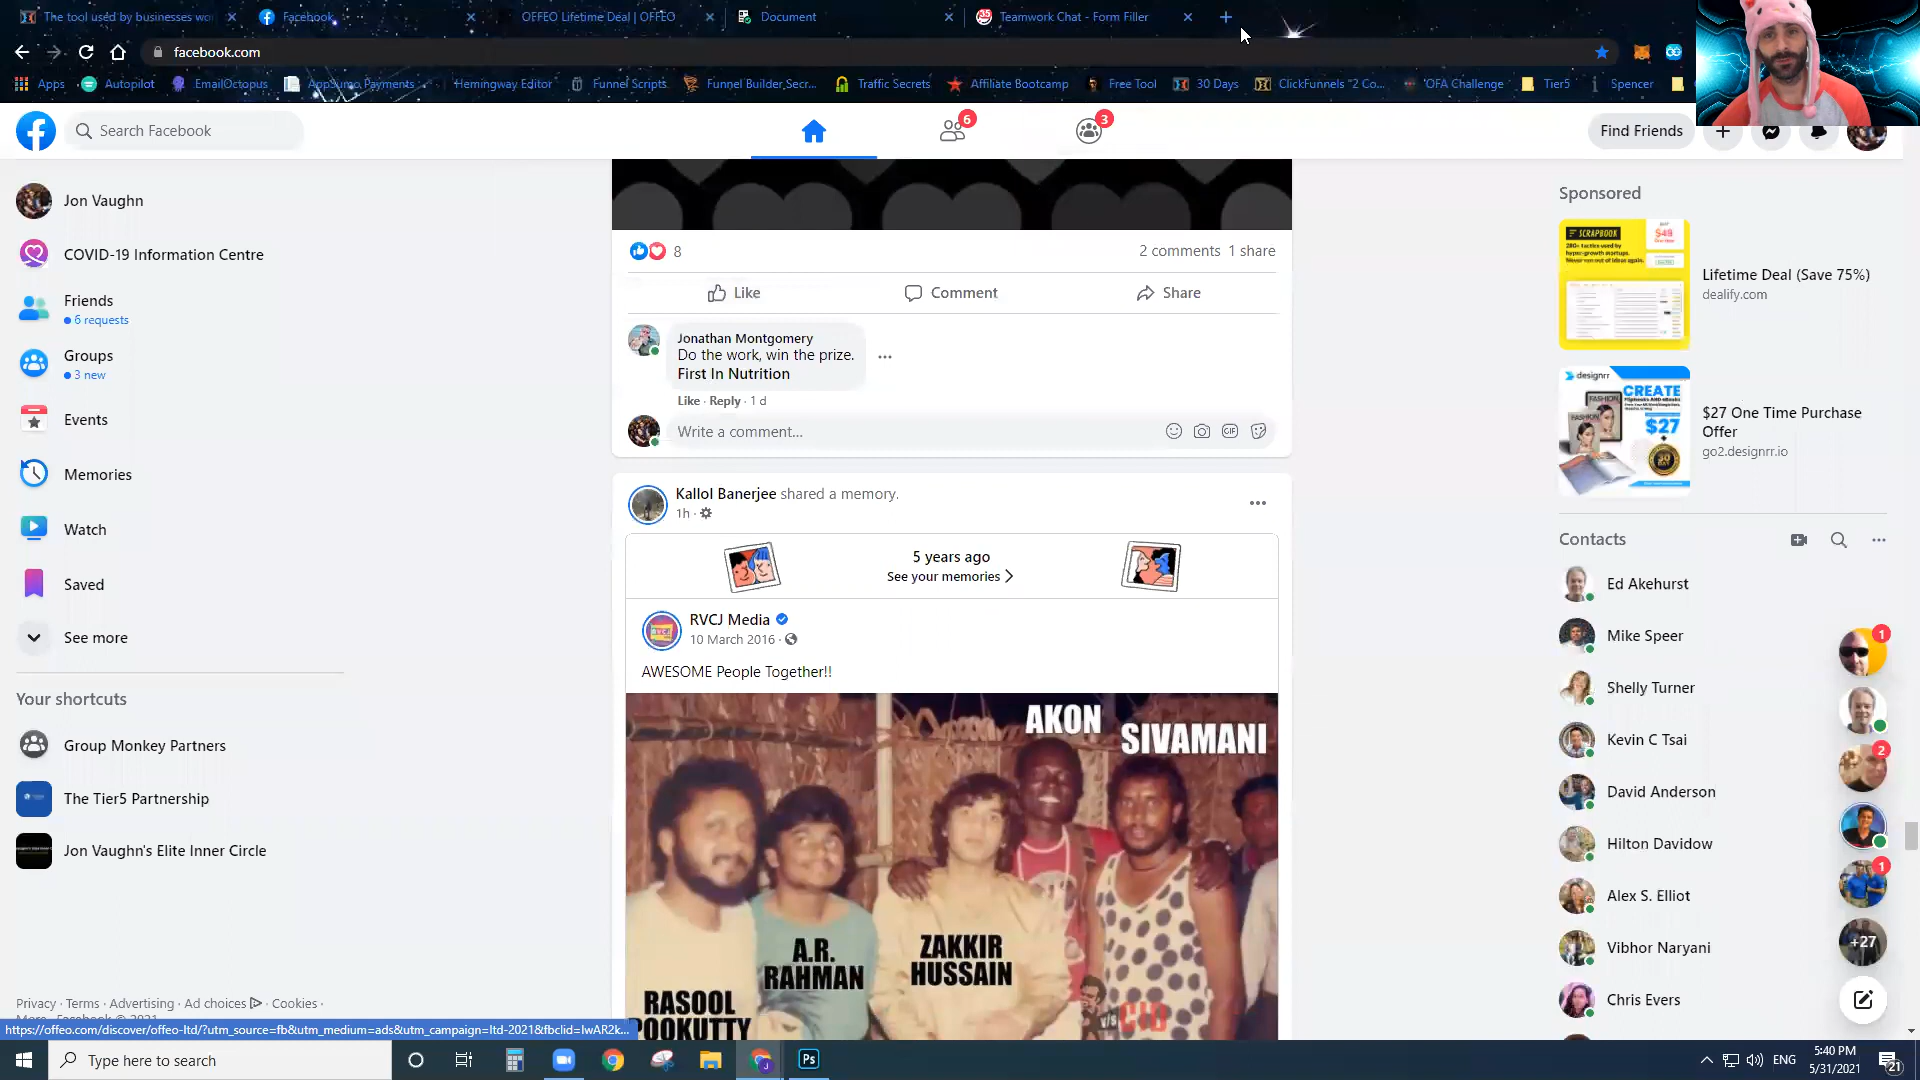 The tool used by businesses wo
Facebook
OFFEO Lifetime Deal | OFFEO
Document
Teamwork Chat - Form Filler
facebook.com
Apps
Autopilot
EmailOctopus
AppSumo Payments
Hemingway Editor
Funnel Scripts
Funnel Builder Secr...
Traffic Secrets
Affiliate Bootcamp
Free Tool
30 Days
ClickFunnels "2 Co...
'OFA Challenge
Tier5
Spencer
Search Facebook
6
3
Find Friends
Jon Vaughn
COVID-19 Information Centre
Friends
6 requests
Groups
3 new
Events
Memories
Watch
Saved
See more
Your shortcuts
Group Monkey Partners
The Tier5 Partnership
Jon Vaughn's Elite Inner Circle
Privacy · Terms · Advertising · Ad choices · Cookies ·
More · Facebook © 2021
https://offeo.com/discover/offeo-ltd/?utm_source=fb&utm_medium=ads&utm_campaign=ltd-2021&fbclid=IwAR2k...
8
2 comments 1 share
Like
Comment
Share
Jonathan Montgomery
Do the work, win the prize.
First In Nutrition
Like · Reply · 1 d
Write a comment...
GIF
Kallol Banerjee shared a memory.
1h ·
5 years ago
See your memories
RVCJ
RVCJ Media
10 March 2016 ·
AWESOME People Together!!
AKON
SIVAMANI
A.R.
RAHMAN
ZAKKIR
HUSSAIN
RASOOL
POOKUTTY
v/s CID
Sponsored
SCRAPBOOK
$49
280+ tactics used by
hyper-growth startups.
Never run out of ideas again.
Lifetime Deal (Save 75%)
dealify.com
designrr
CREATE
FASHION
FASHION
$27
30
DAY
$27 One Time Purchase
Offer
go2.designrr.io
Contacts
Ed Akehurst
Mike Speer
Shelly Turner
Kevin C Tsai
David Anderson
Hilton Davidow
Alex S. Elliot
Vibhor Naryani
Chris Evers
1
2
1
+27
Type here to search
Ps
ENG
5:40 PM
5/31/2021
21